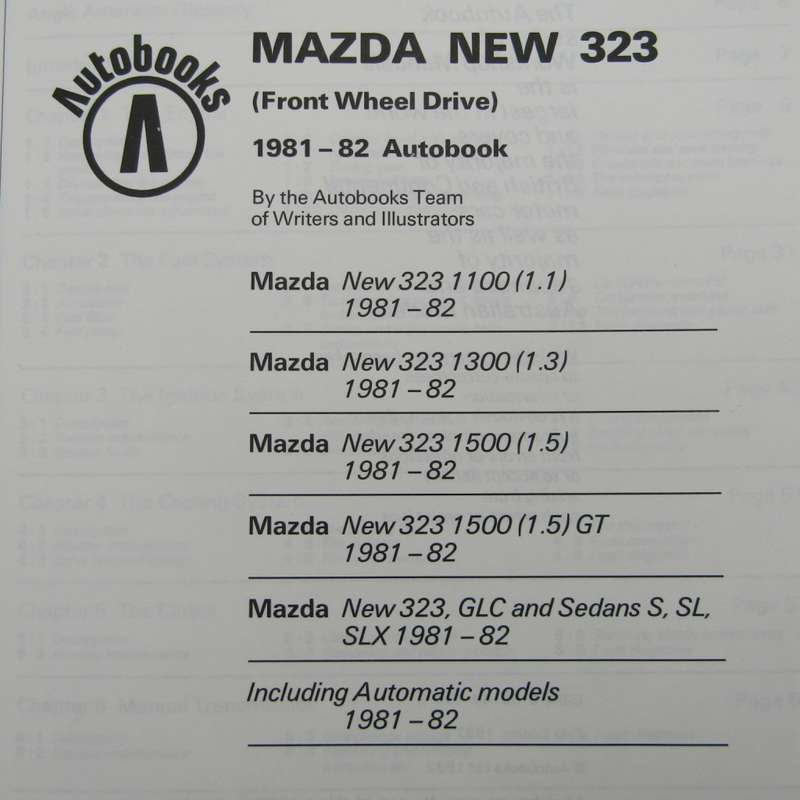 Autobooks
MAZDA NEW 323
(Front Wheel Drive)
1981–82 Autobook
By the Autobooks Team
of Writers and Illustrators
Mazda New 323 1100 (1.1)
1981–82
Mazda New 323 1300 (1.3)
1981–82
Mazda New 323 1500 (1.5)
1981–82
Mazda New 323 1500 (1.5) GT
1981–82
Mazda New 323, GLC and Sedans S, SL,
SLX 1981–82
Including Automatic models
1981–82